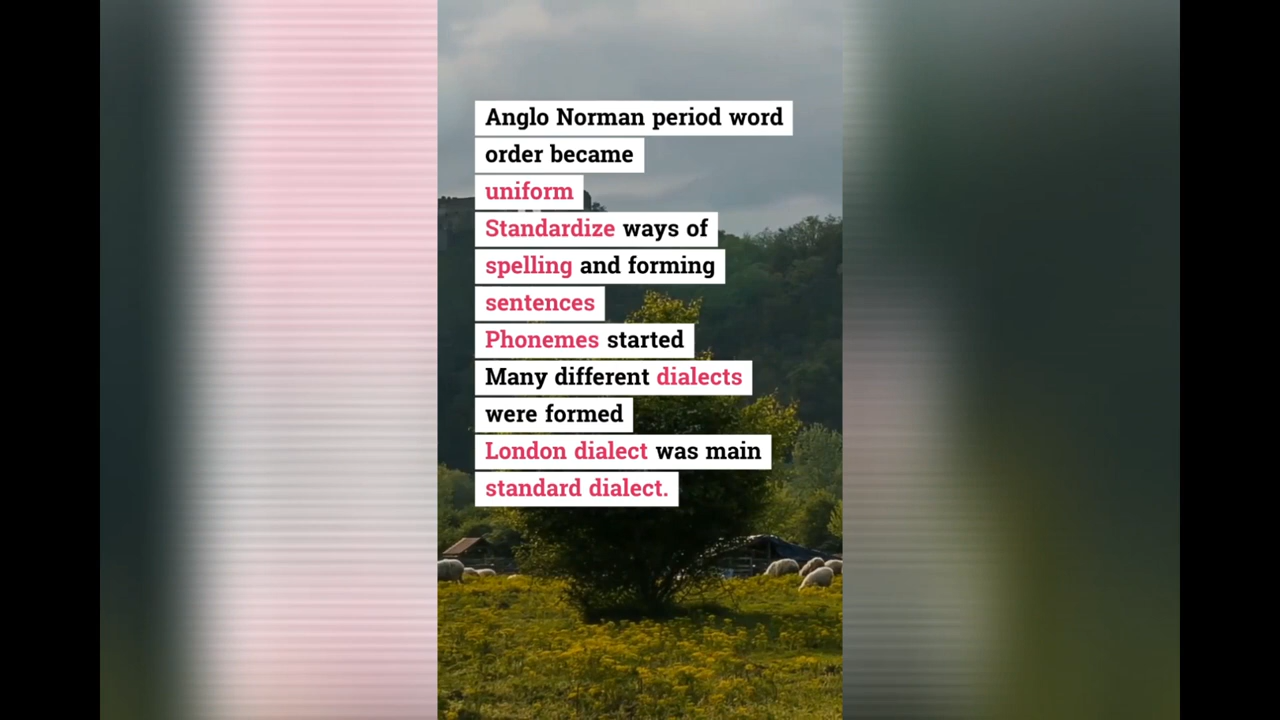 Anglo Norman period word
order became
uniform
Standardize ways of
spelling and forming
sentences
Phonemes started
Many different dialects
were formed
London dialect was main
standard dialect.